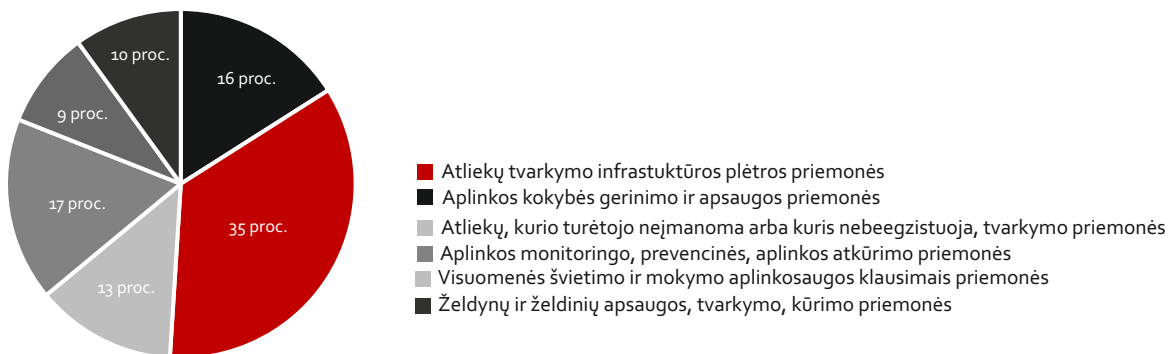 10 proc.
16 proc.
9 proc.
17 proc.
35 proc.
13 proc.
Atliekų tvarkymo infrastuktūros plėtros priemonės
Aplinkos kokybės gerinimo ir apsaugos priemonės
Atliekų, kurio turėtojo neįmanoma arba kuris nebeegzistuoja, tvarkymo priemonės
Aplinkos monitoringo, prevencinės, aplinkos atkūrimo priemonės
Visuomenės švietimo ir mokymo aplinkosaugos klausimais priemonės
Želdynų ir želdinių apsaugos, tvarkymo, kūrimo priemonės